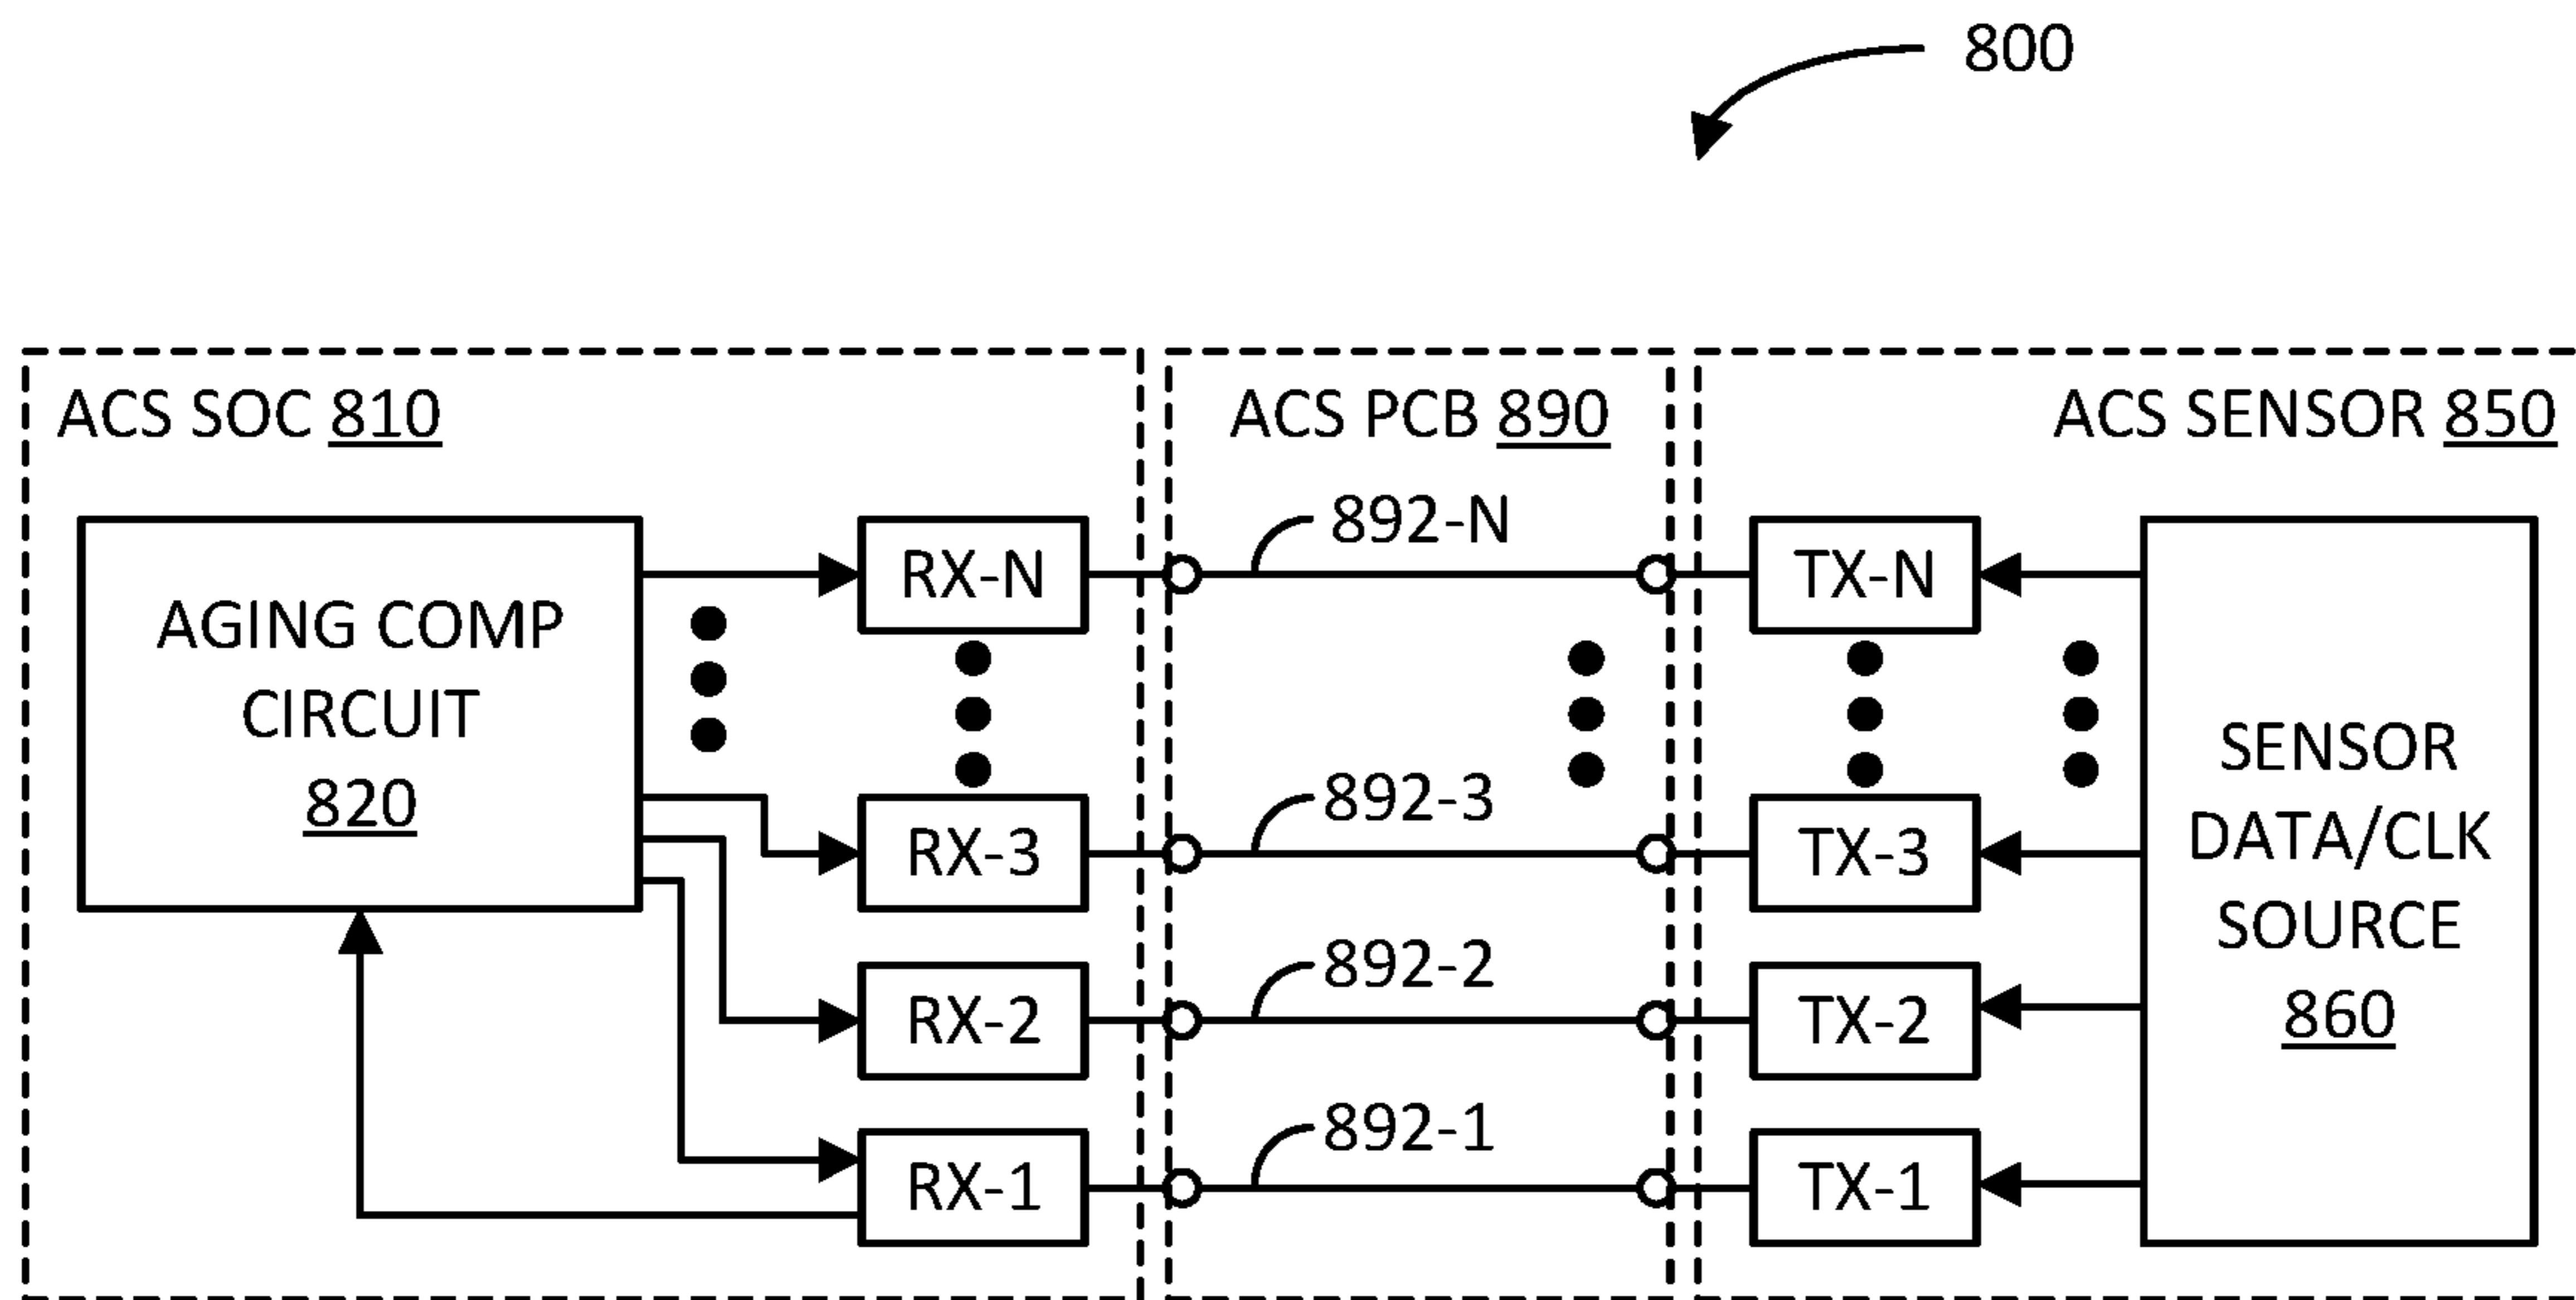 800
ACS SOC 810
ACS PCB 890
ACS SENSOR 850
AGING COMP
CIRCUIT
820
RX-N
892-N
TX-N
RX-3
892-3
TX-3
RX-2
892-2
TX-2
RX-1
892-1
TX-1
SENSOR
DATA/CLK
SOURCE
860